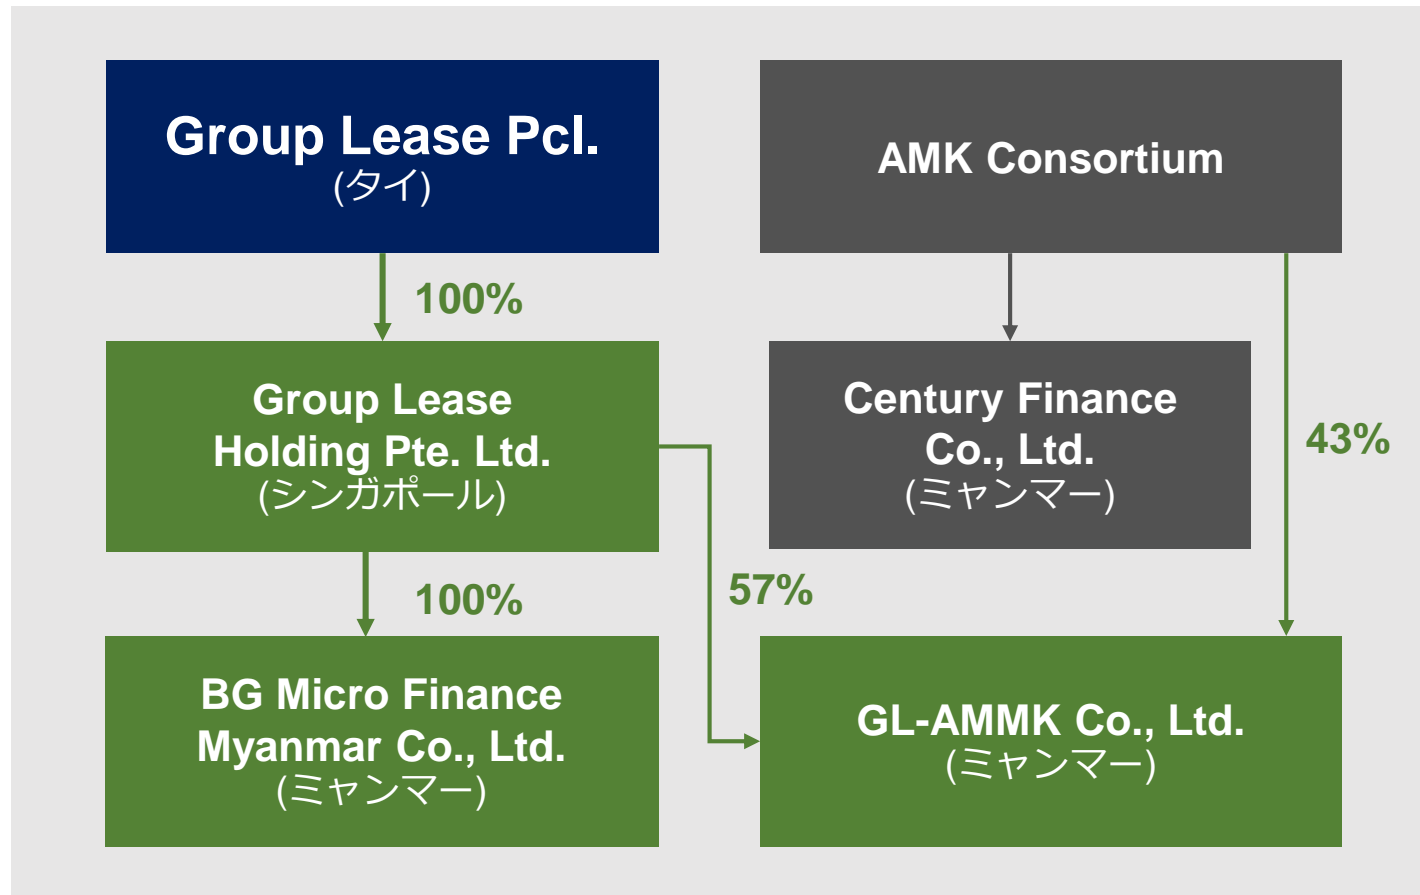 Group Lease Pcl.
(タイ)
AMK Consortium
100%
Group Lease
Holding Pte. Ltd.
(シンガポール)
Century Finance
Co., Ltd.
(ミャンマー)
43%
100%
57%
BG Micro Finance
Myanmar Co., Ltd.
(ミャンマー)
GL-AMMK Co., Ltd.
(ミャンマー)